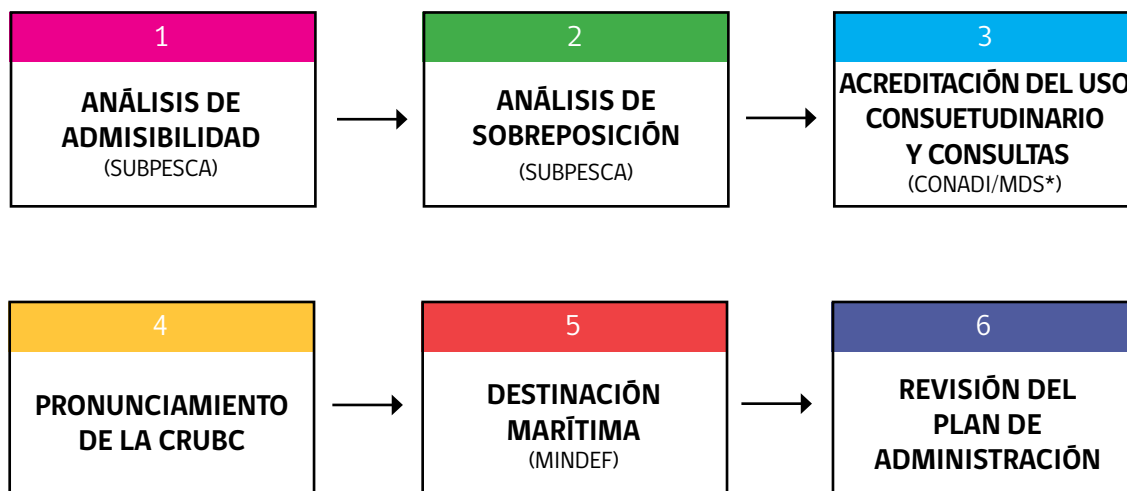 1
ANÁLISIS DE
ADMISIBILIDAD
(SUBPESCA)
2
ANÁLISIS DE
SOBREPOSICIÓN
(SUBPESCA)
3
ACREDITACIÓN DEL USO
CONSUETUDINARIO
Y CONSULTAS
(CONADI/MDS*)
4
PRONUNCIAMIENTO
DE LA CRUBC
5
DESTINACIÓN
MARÍTIMA
(MINDEF)
6
REVISIÓN DEL
PLAN DE
ADMINISTRACIÓN